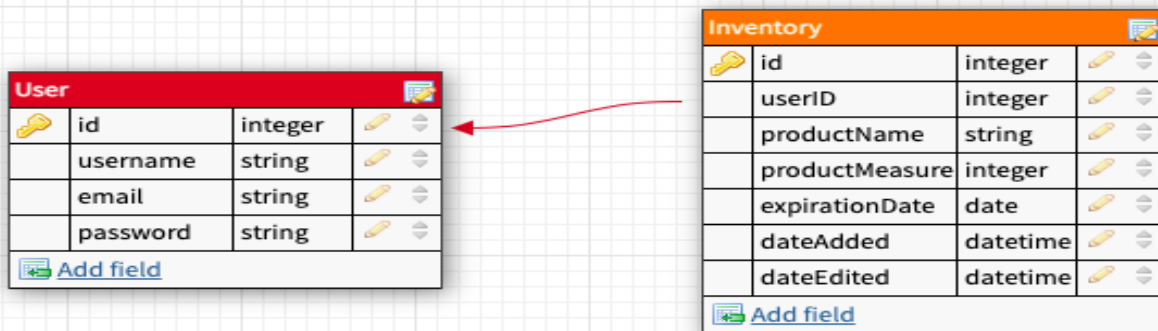 User
id integer
username string
email string
password string
Add field
Inventory
id integer
userID integer
productName string
productMeasure integer
expirationDate date
dateAdded datetime
dateEdited datetime
Add field